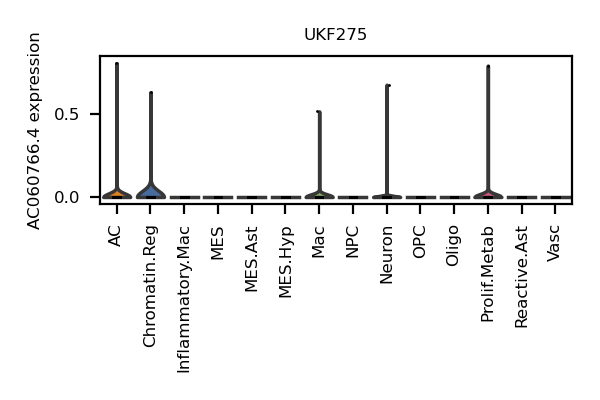 UKF275
AC060766.4 expression
0.5
0.0
AC
Chromatin.Reg
Inflammatory.Mac
MES
MES.Ast
MES.Hyp
Mac
NPC
Neuron
OPC
Oligo
Prolif.Metab
Reactive.Ast
Vasc